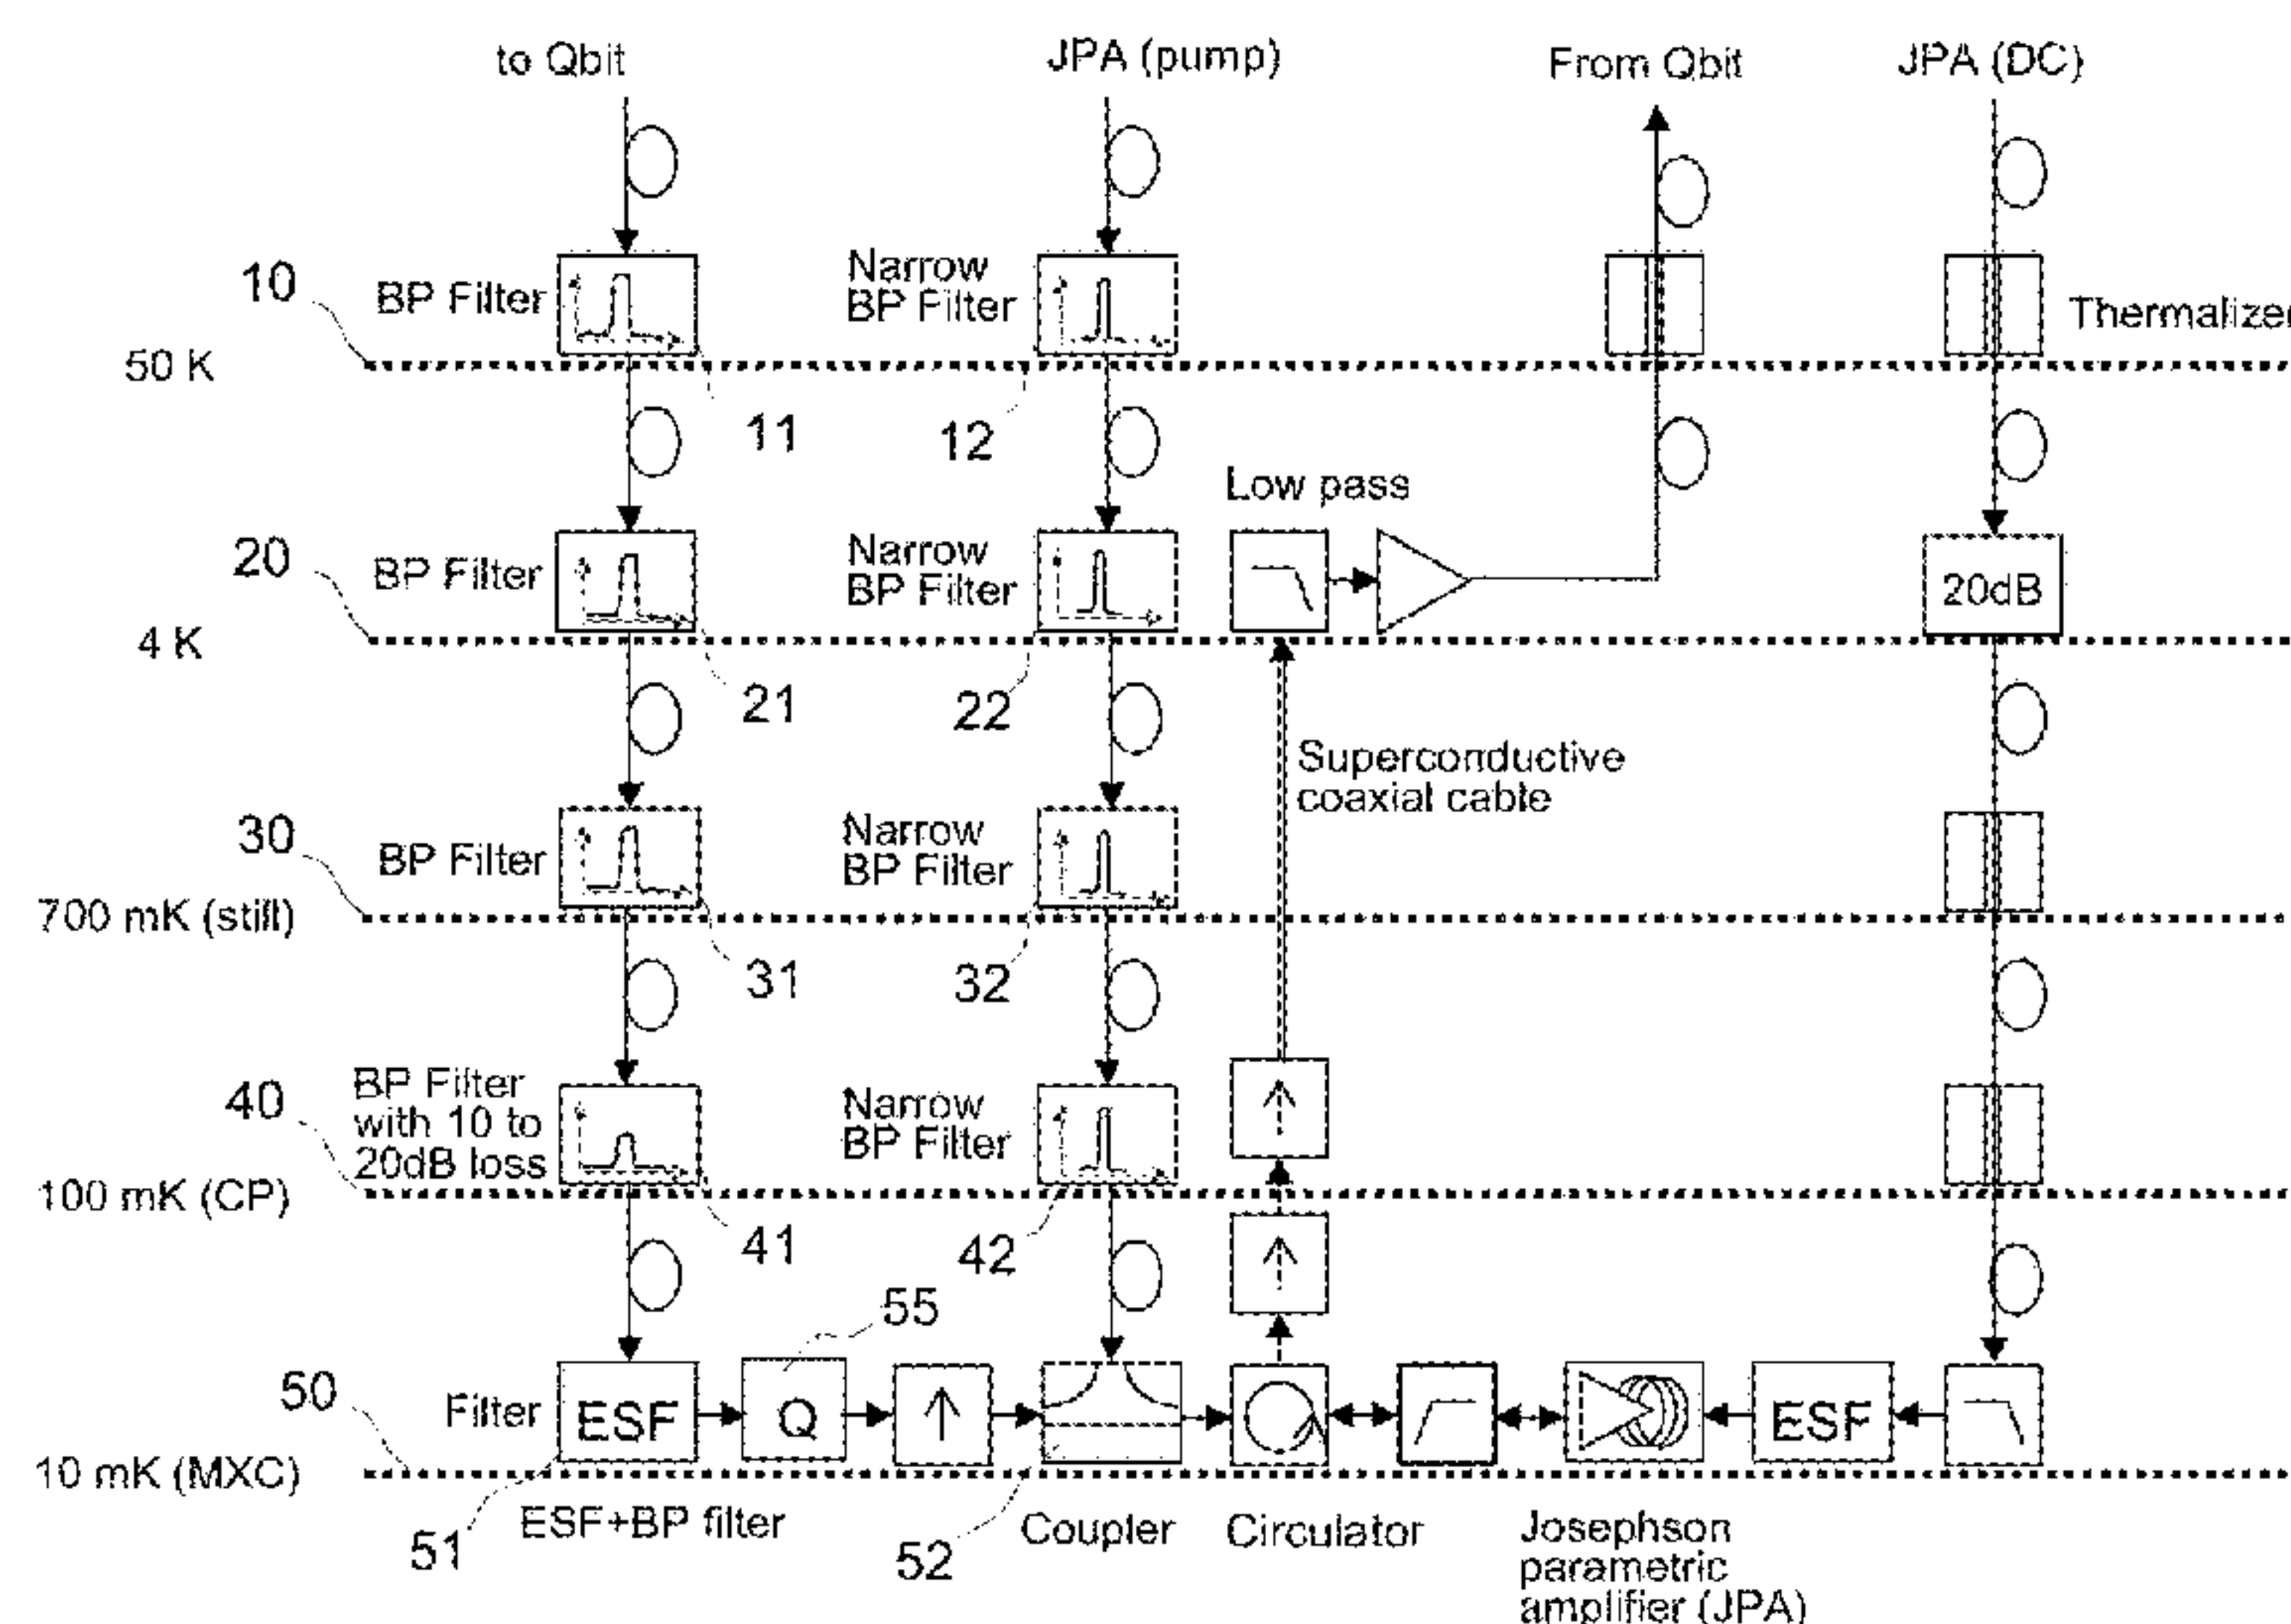 to Qbit
JPA (pump)
From Qbit
JPA (DC)
10
BP Filter
Narrow
BP Filter
Thermalizer
50 K
11
12
Low pass
20
BP Filter
Narrow
BP Filter
20dB
4 K
21
22
Superconductive
coaxial cable
30
BP Filter
Narrow
BP Filter
700 mK (still)
31
32
40
BP Filter
with 10 to
20dB loss
Narrow
BP Filter
100 mK (CP)
41
42
55
50
Filter
ESF
Q
ESF
10 mK (MXC)
51
ESF+BP filter
52
Coupler
Circulator
Josephson
parametric
amplifier (JPA)